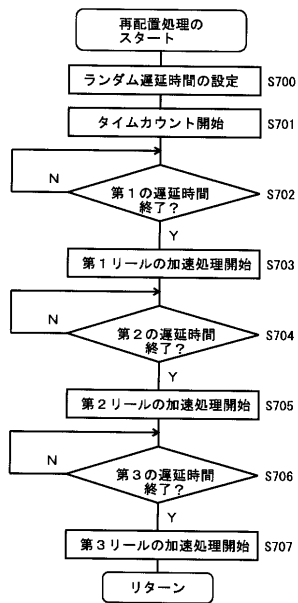 再配置処理の
スタート
ランダム遅延時間の設定 S700
タイムカウント開始 S701
N
第1の遅延時間 S702
終了?
Y
第1リールの加速処理開始 S703
N
第2の遅延時間 S704
終了?
Y
第2リールの加速処理開始 S705
N
第3の遅延時間 S706
終了?
Y
第3リールの加速処理開始 S707
リターン